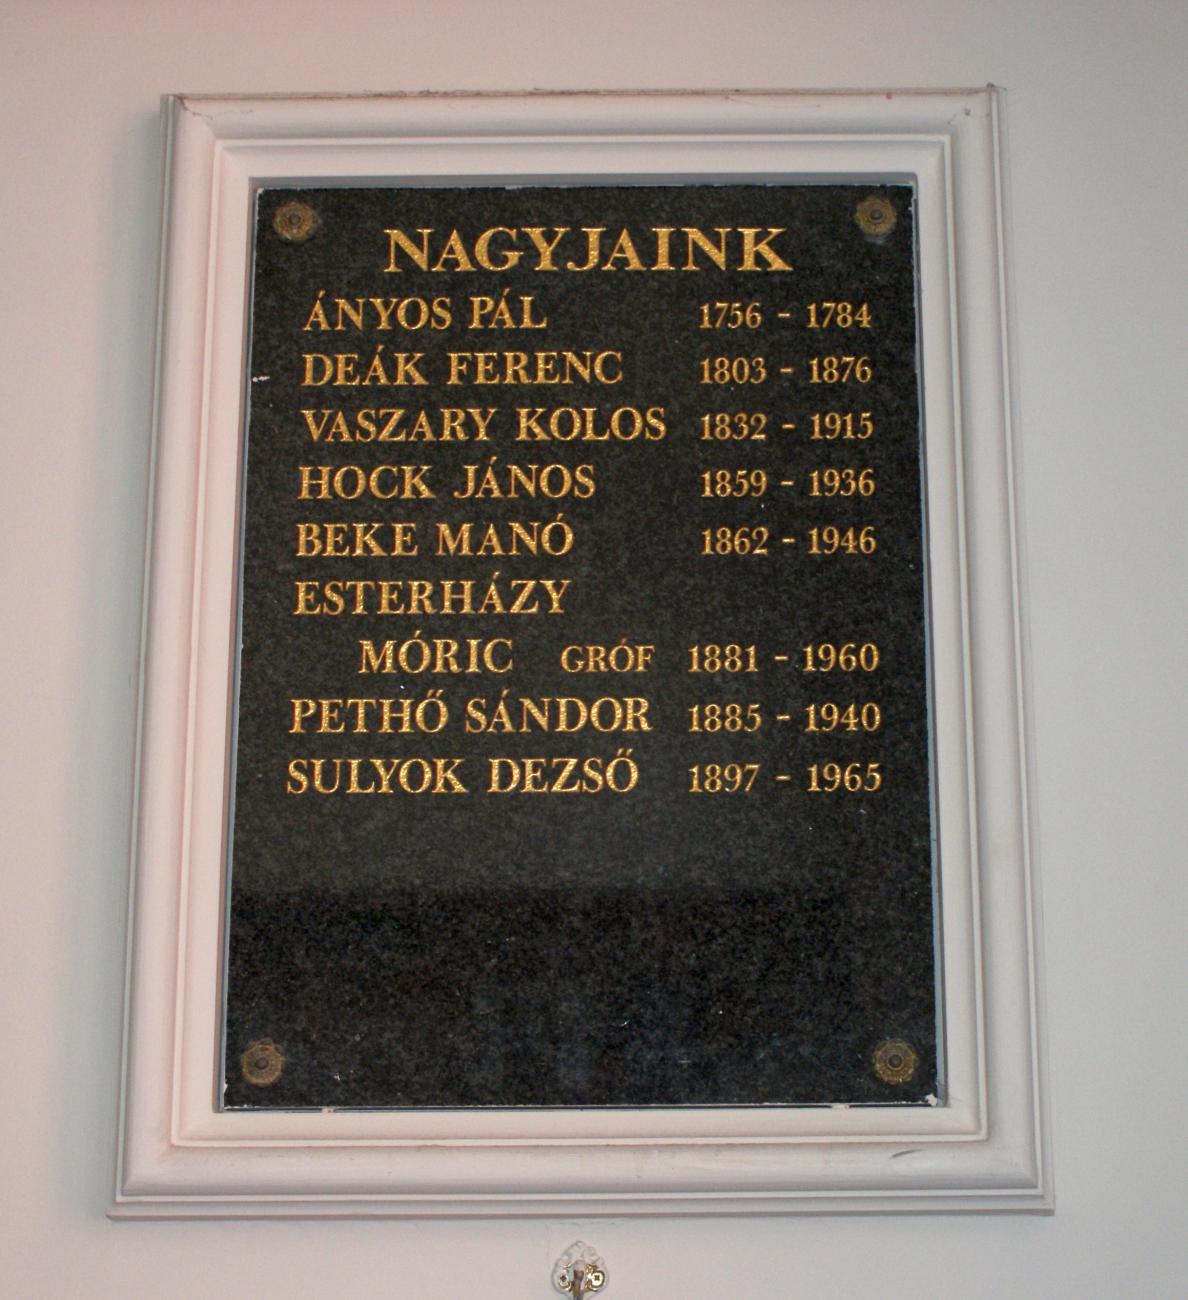 NAGYJAINK
ÁNYOS PÁL 1756 - 1784
DEÁK FERENC 1803 - 1876
VASZARY KOLOS 1832 - 1915
HOCK JÁNOS 1859 - 1936
BEKE MANÓ 1862 - 1946
ESTERHÁZY
MÓRIC GRÓF 1881 - 1960
PETHŐ SÁNDOR 1885 - 1940
SULYOK DEZSŐ 1897 - 1965